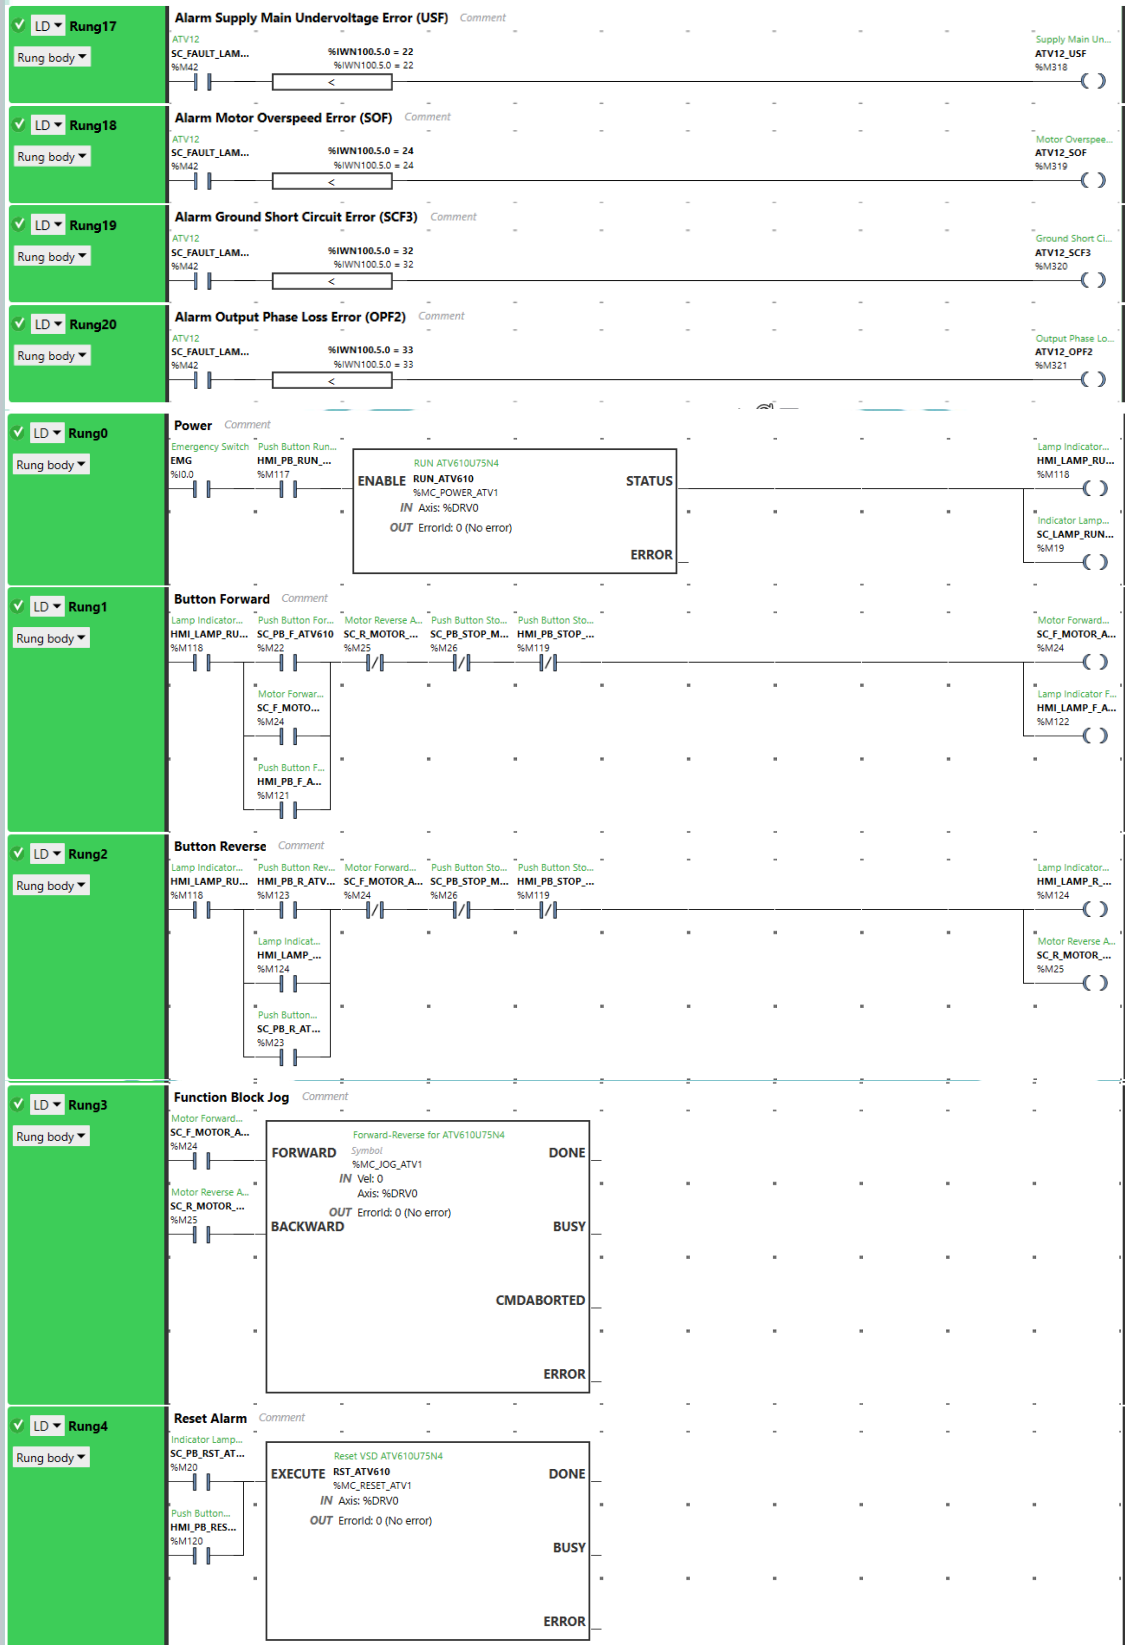 Alarm Supply Main Undervoltage Error (USF) Comment
LD Rung17
Rung body
ATV12
SC_FAULT_LAM...
%M42
%IWN100.5.0 = 22
%IWN100.5.0 = 22
<
Supply Main Un...
ATV12_USF
%M318
Alarm Motor Overspeed Error (SOF) Comment
LD Rung18
Rung body
ATV12
SC_FAULT_LAM...
%M42
%IWN100.5.0 = 24
%IWN100.5.0 = 24
<
Motor Overspee...
ATV12_SOF
%M319
Alarm Ground Short Circuit Error (SCF3) Comment
LD Rung19
Rung body
ATV12
SC_FAULT_LAM...
%M42
%IWN100.5.0 = 32
%IWN100.5.0 = 32
<
Ground Short Ci...
ATV12_SCF3
%M320
Alarm Output Phase Loss Error (OPF2) Comment
LD Rung20
Rung body
ATV12
SC_FAULT_LAM...
%M42
%IWN100.5.0 = 33
%IWN100.5.0 = 33
<
Output Phase Lo...
ATV12_OPF2
%M321
Power Comment
LD Rung0
Rung body
Emergency Switch
EMG
%I0.0
Push Button Run...
HMI_PB_RUN_...
%M117
RUN ATV610U75N4
ENABLE RUN_ATV610 STATUS
%MC_POWER_ATV1
IN Axis: %DRV0
OUT ErrorId: 0 (No error)
ERROR
Lamp Indicator...
HMI_LAMP_RU...
%M118
Indicator Lamp...
SC_LAMP_RUN...
%M19
Button Forward Comment
LD Rung1
Rung body
Lamp Indicator... Push Button For... Motor Reverse A... Push Button Sto... Push Button Sto...
HMI_LAMP_RU... SC_PB_F_ATV610 SC_R_MOTOR_... SC_PB_STOP_M... HMI_PB_STOP_...
%M118 %M22 %M25 %M26 %M119
Motor Forward...
SC_F_MOTOR_A...
%M24
Motor Forwar...
SC_F_MOTO...
%M24
Lamp Indicator F...
HMI_LAMP_F_A...
%M122
Push Button F...
HMI_PB_F_A...
%M121
Button Reverse Comment
LD Rung2
Rung body
Lamp Indicator... Push Button Rev... Motor Forward... Push Button Sto... Push Button Sto...
HMI_LAMP_RU... HMI_PB_R_ATV... SC_F_MOTOR_A... SC_PB_STOP_M... HMI_PB_STOP_...
%M118 %M123 %M24 %M26 %M119
Lamp Indicator...
HMI_LAMP_R_...
%M124
Lamp Indicat...
HMI_LAMP_...
%M124
Motor Reverse A...
SC_R_MOTOR_...
%M25
Push Button...
SC_PB_R_AT...
%M23
Function Block Jog Comment
LD Rung3
Rung body
Motor Forward...
SC_F_MOTOR_A...
%M24
Forward-Reverse for ATV610U75N4
FORWARD Symbol DONE
%MC_JOG_ATV1
IN Vel: 0
Axis: %DRV0
OUT ErrorId: 0 (No error)
Motor Reverse A...
SC_R_MOTOR_...
%M25
BACKWARD BUSY
CMDABORTED
ERROR
Reset Alarm Comment
LD Rung4
Rung body
Indicator Lamp...
SC_PB_RST_AT...
%M20
Reset VSD ATV610U75N4
EXECUTE RST_ATV610 DONE
%MC_RESET_ATV1
IN Axis: %DRV0
OUT ErrorId: 0 (No error)
Push Button...
HMI_PB_RES...
%M120
BUSY
ERROR